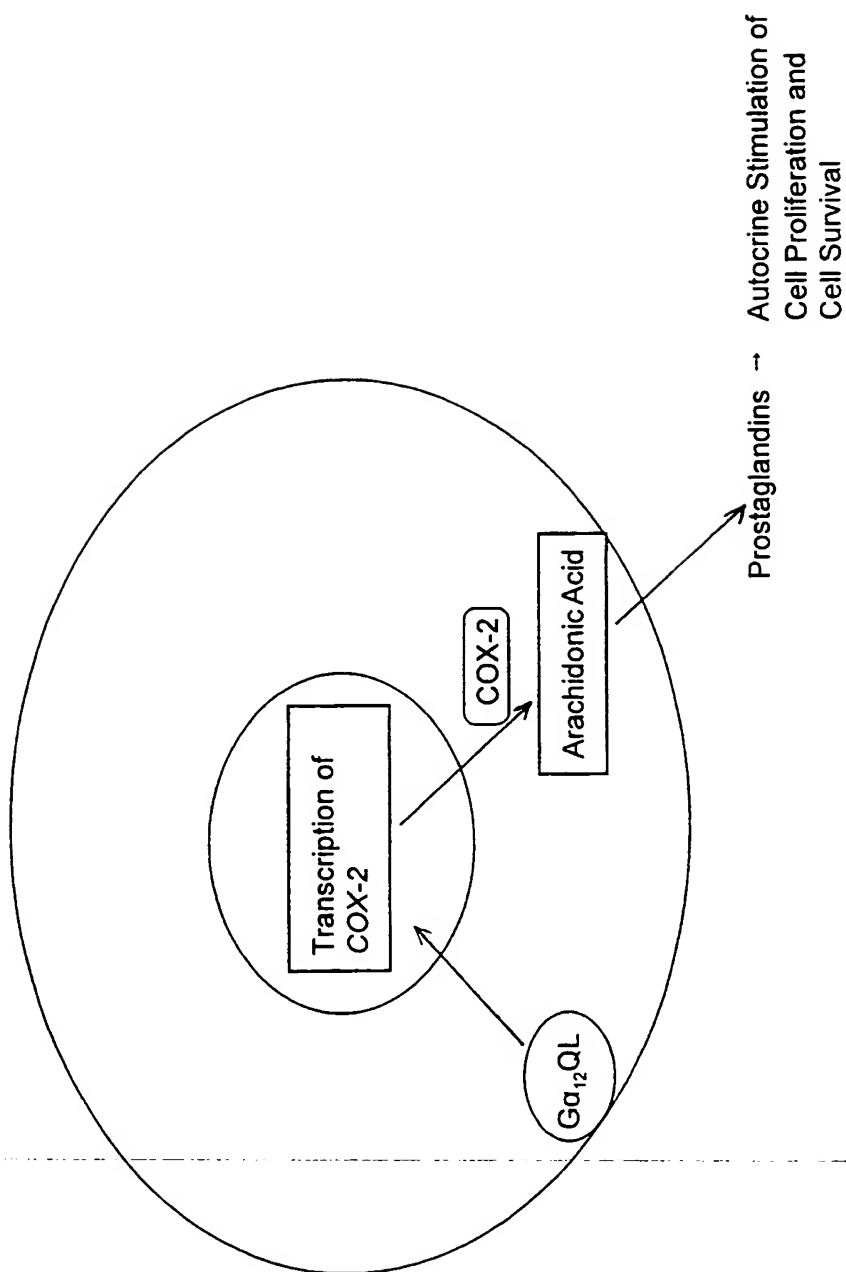 Transcription of
COX-2
COX-2
Gα₁₂QL
Arachidonic Acid
Prostaglandins → Autocrine Stimulation of
Cell Proliferation and
Cell Survival